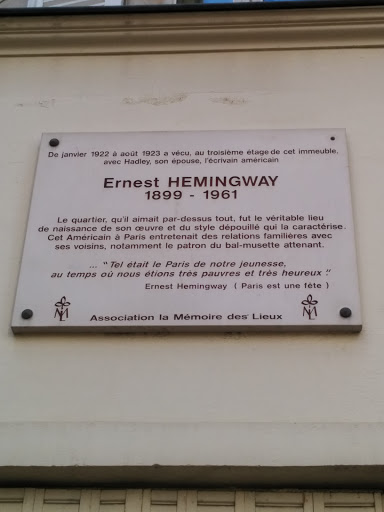 De janvier 1922 à août 1923 a vécu, au troisième étage de cet immeuble,
avec Hadley, son épouse, l'écrivain américain
Ernest HEMINGWAY
1899 - 1961
Le quartier, qu'il aimait par-dessus tout, fut le véritable lieu
de naissance de son œuvre et du style dépouillé qui la caractérise.
Cet Américain à Paris entretenait des relations familières avec
ses voisins, notamment le patron du bal-musette attenant.
... "Tel était le Paris de notre jeunesse,
au temps où nous étions très pauvres et très heureux."
Ernest Hemingway ( Paris est une fête )
Association la Mémoire des Lieux